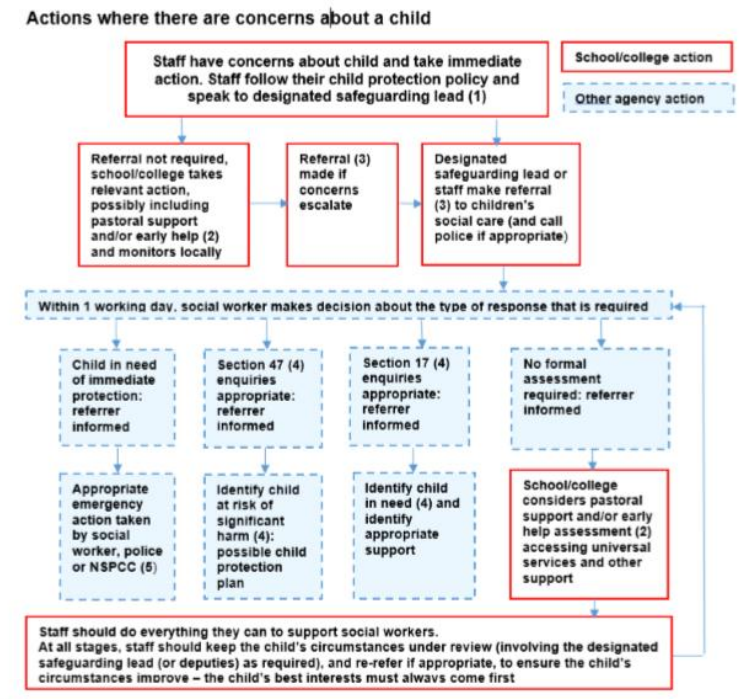 Actions where there are concerns about a child
Staff have concerns about child and take immediate
action. Staff follow their child protection policy and
speak to designated safeguarding lead (1)
School/college action
Other agency action
Referral not required,
school/college takes
relevant action,
possibly including
pastoral support
and/or early help (2)
and monitors locally
Referral (3)
made if
concerns
escalate
Designated
safeguarding lead or
staff make referral
(3) to children's
social care (and call
police if appropriate)
Within 1 working day, social worker makes decision about the type of response that is required
Child in need
of immediate
protection:
referrer
informed
Section 47 (4)
enquiries
appropriate:
referrer
informed
Section 17 (4)
enquiries
appropriate:
referrer
informed
No formal
assessment
required: referrer
informed
Appropriate
emergency
action taken
by social
worker, police
or NSPCC (5)
Identify child
at risk of
significant
harm (4):
possible child
protection
plan
Identify child
in need (4) and
identify
appropriate
support
School/college
considers pastoral
support and/or early
help assessment (2)
accessing universal
services and other
support
Staff should do everything they can to support social workers.
At all stages, staff should keep the child's circumstances under review (involving the designated
safeguarding lead (or deputies) as required), and re-refer if appropriate, to ensure the child's
circumstances improve – the child's best interests must always come first